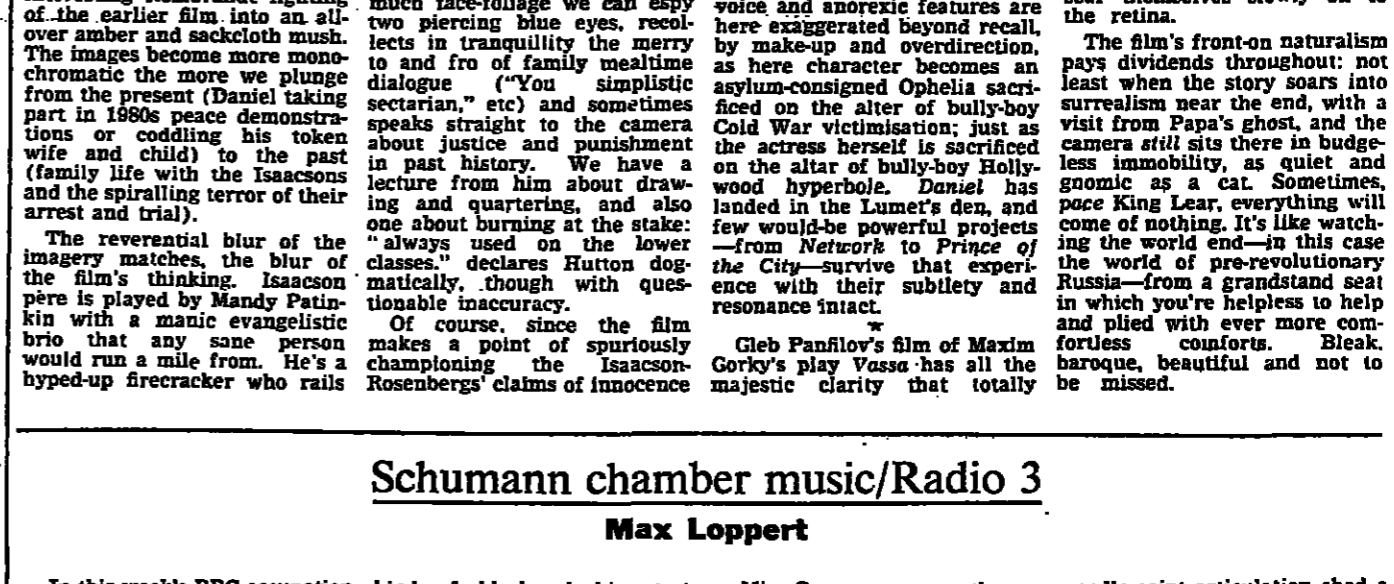 of the earlier film into an all-
over amber and sackcloth mush.
The images become more mono-
chromatic the more we plunge
from the present (Daniel taking
part in 1980s peace demonstra-
tions or coddling his token
wife and child) to the past
(family life with the Isaacsons
and the spiralling terror of their
arrest and trial).
The reverential blur of the
imagery matches, the blur of
the film's thinking. Isaacson
père is played by Mandy Patin-
kin with a manic evangelistic
brio that any sane person
would run a mile from. He's a
hyped-up firecracker who rails
much face-foliage we can espy
two piercing blue eyes, recol-
lects in tranquillity the merry
to and fro of family mealtime
dialogue ("You simplistic
sectarian," etc) and sometimes
speaks straight to the camera
about justice and punishment
in past history. We have a
lecture from him about draw-
ing and quartering, and also
one about burning at the stake:
"always used on the lower
classes." declares Hutton dog-
matically, though with ques-
tionable inaccuracy.
Of course, since the film
makes a point of spuriously
championing the Isaacson-
Rosenbergs' claims of innocence
voice and anorexic features are
here exaggerated beyond recall,
by make-up and overdirection,
as here character becomes an
asylum-consigned Ophelia sacri-
ficed on the alter of bully-boy
Cold War victimisation; just as
the actress herself is sacrificed
on the altar of bully-boy Holly-
wood hyperbole. Daniel has
landed in the Lumet's den, and
few would-be powerful projects
—from Network to Prince of
the City—survive that experi-
ence with their subtlety and
resonance intact.
★
Gleb Panfilov's film of Maxim
Gorky's play Vassa has all the
majestic clarity that totally
the retina.
The film's front-on naturalism
pays dividends throughout: not
least when the story soars into
surrealism near the end, with a
visit from Papa's ghost, and the
camera still sits there in budge-
less immobility, as quiet and
gnomic as a cat. Sometimes,
pace King Lear, everything will
come of nothing. It's like watch-
ing the world end—in this case
the world of pre-revolutionary
Russia—from a grandstand seat
in which you're helpless to help
and plied with ever more com-
fortless comforts. Bleak,
baroque, beautiful and not to
be missed.
Schumann chamber music/Radio 3
Max Loppert